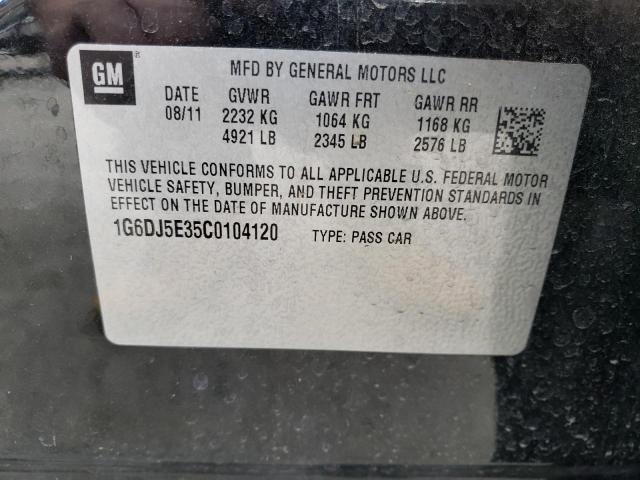 GM
MFD BY GENERAL MOTORS LLC
DATE GVWR GAWR FRT GAWR RR
08/11 2232 KG 1064 KG 1168 KG
4921 LB 2345 LB 2576 LB
THIS VEHICLE CONFORMS TO ALL APPLICABLE U.S. FEDERAL MOTOR
VEHICLE SAFETY, BUMPER, AND THEFT PREVENTION STANDARDS IN
EFFECT ON THE DATE OF MANUFACTURE SHOWN ABOVE.
1G6DJ5E35C0104120 TYPE: PASS CAR